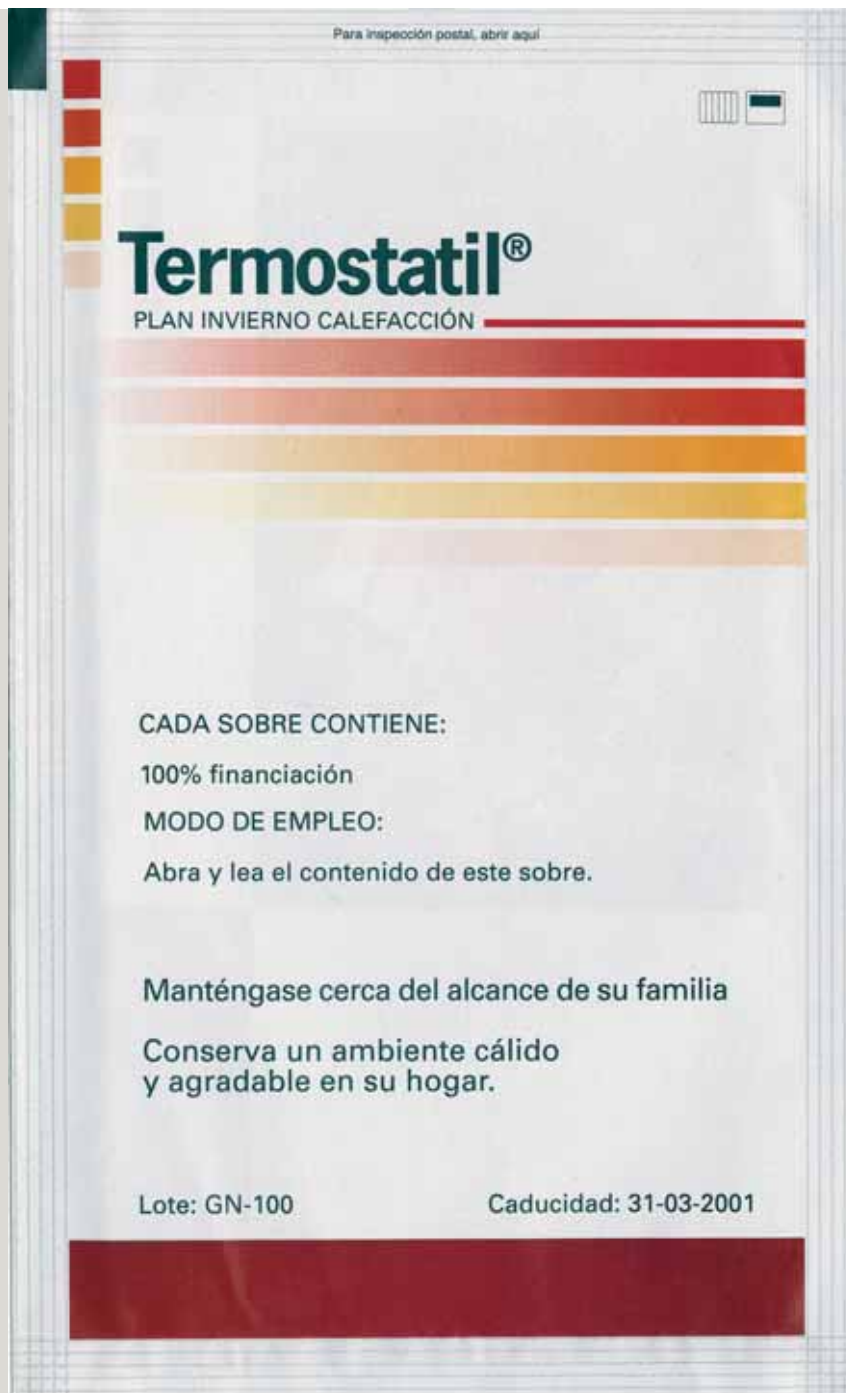 Para inspección postal, abrir aquí
Termostatil®
PLAN INVIERNO CALEFACCIÓN
CADA SOBRE CONTIENE:
100% financiación
MODO DE EMPLEO:
Abra y lea el contenido de este sobre.
Manténgase cerca del alcance de su familia
Conserva un ambiente cálido
y agradable en su hogar.
Lote: GN-100 Caducidad: 31-03-2001